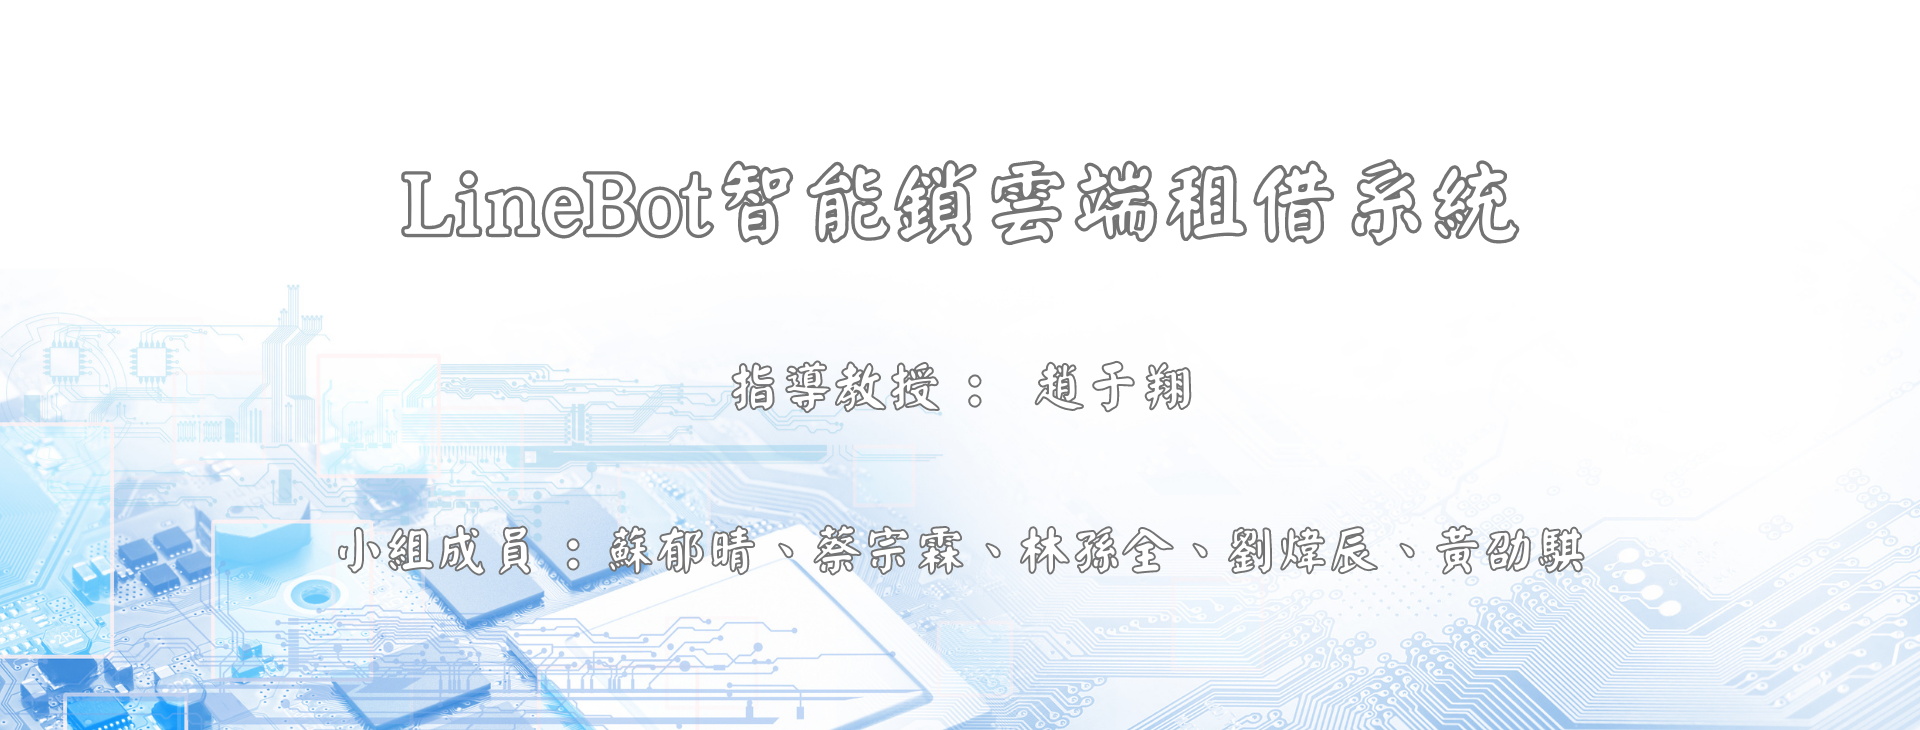 LineBot智能鎖雲端租借系統
指導教授： 趙于翔
小組成員：蘇郁晴、蔡宗霖、林孫全、劉煒辰、黃劭騏